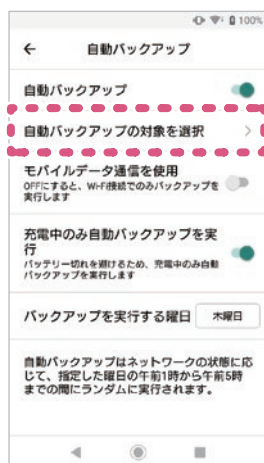 100%
自動バックアップ
自動バックアップ
自動バックアップの対象を選択
モバイルデータ通信を使用
OFFにすると、Wi-Fi接続でのみバックアップを
実行します
充電中のみ自動バックアップを実
行
バッテリー切れを避けるため、充電中のみ自動
バックアップを実行します
バックアップを実行する曜日 木曜日
自動バックアップはネットワークの状態に応
じて、指定した曜日の午前1時から午前5時
までの間にランダムに実行されます。